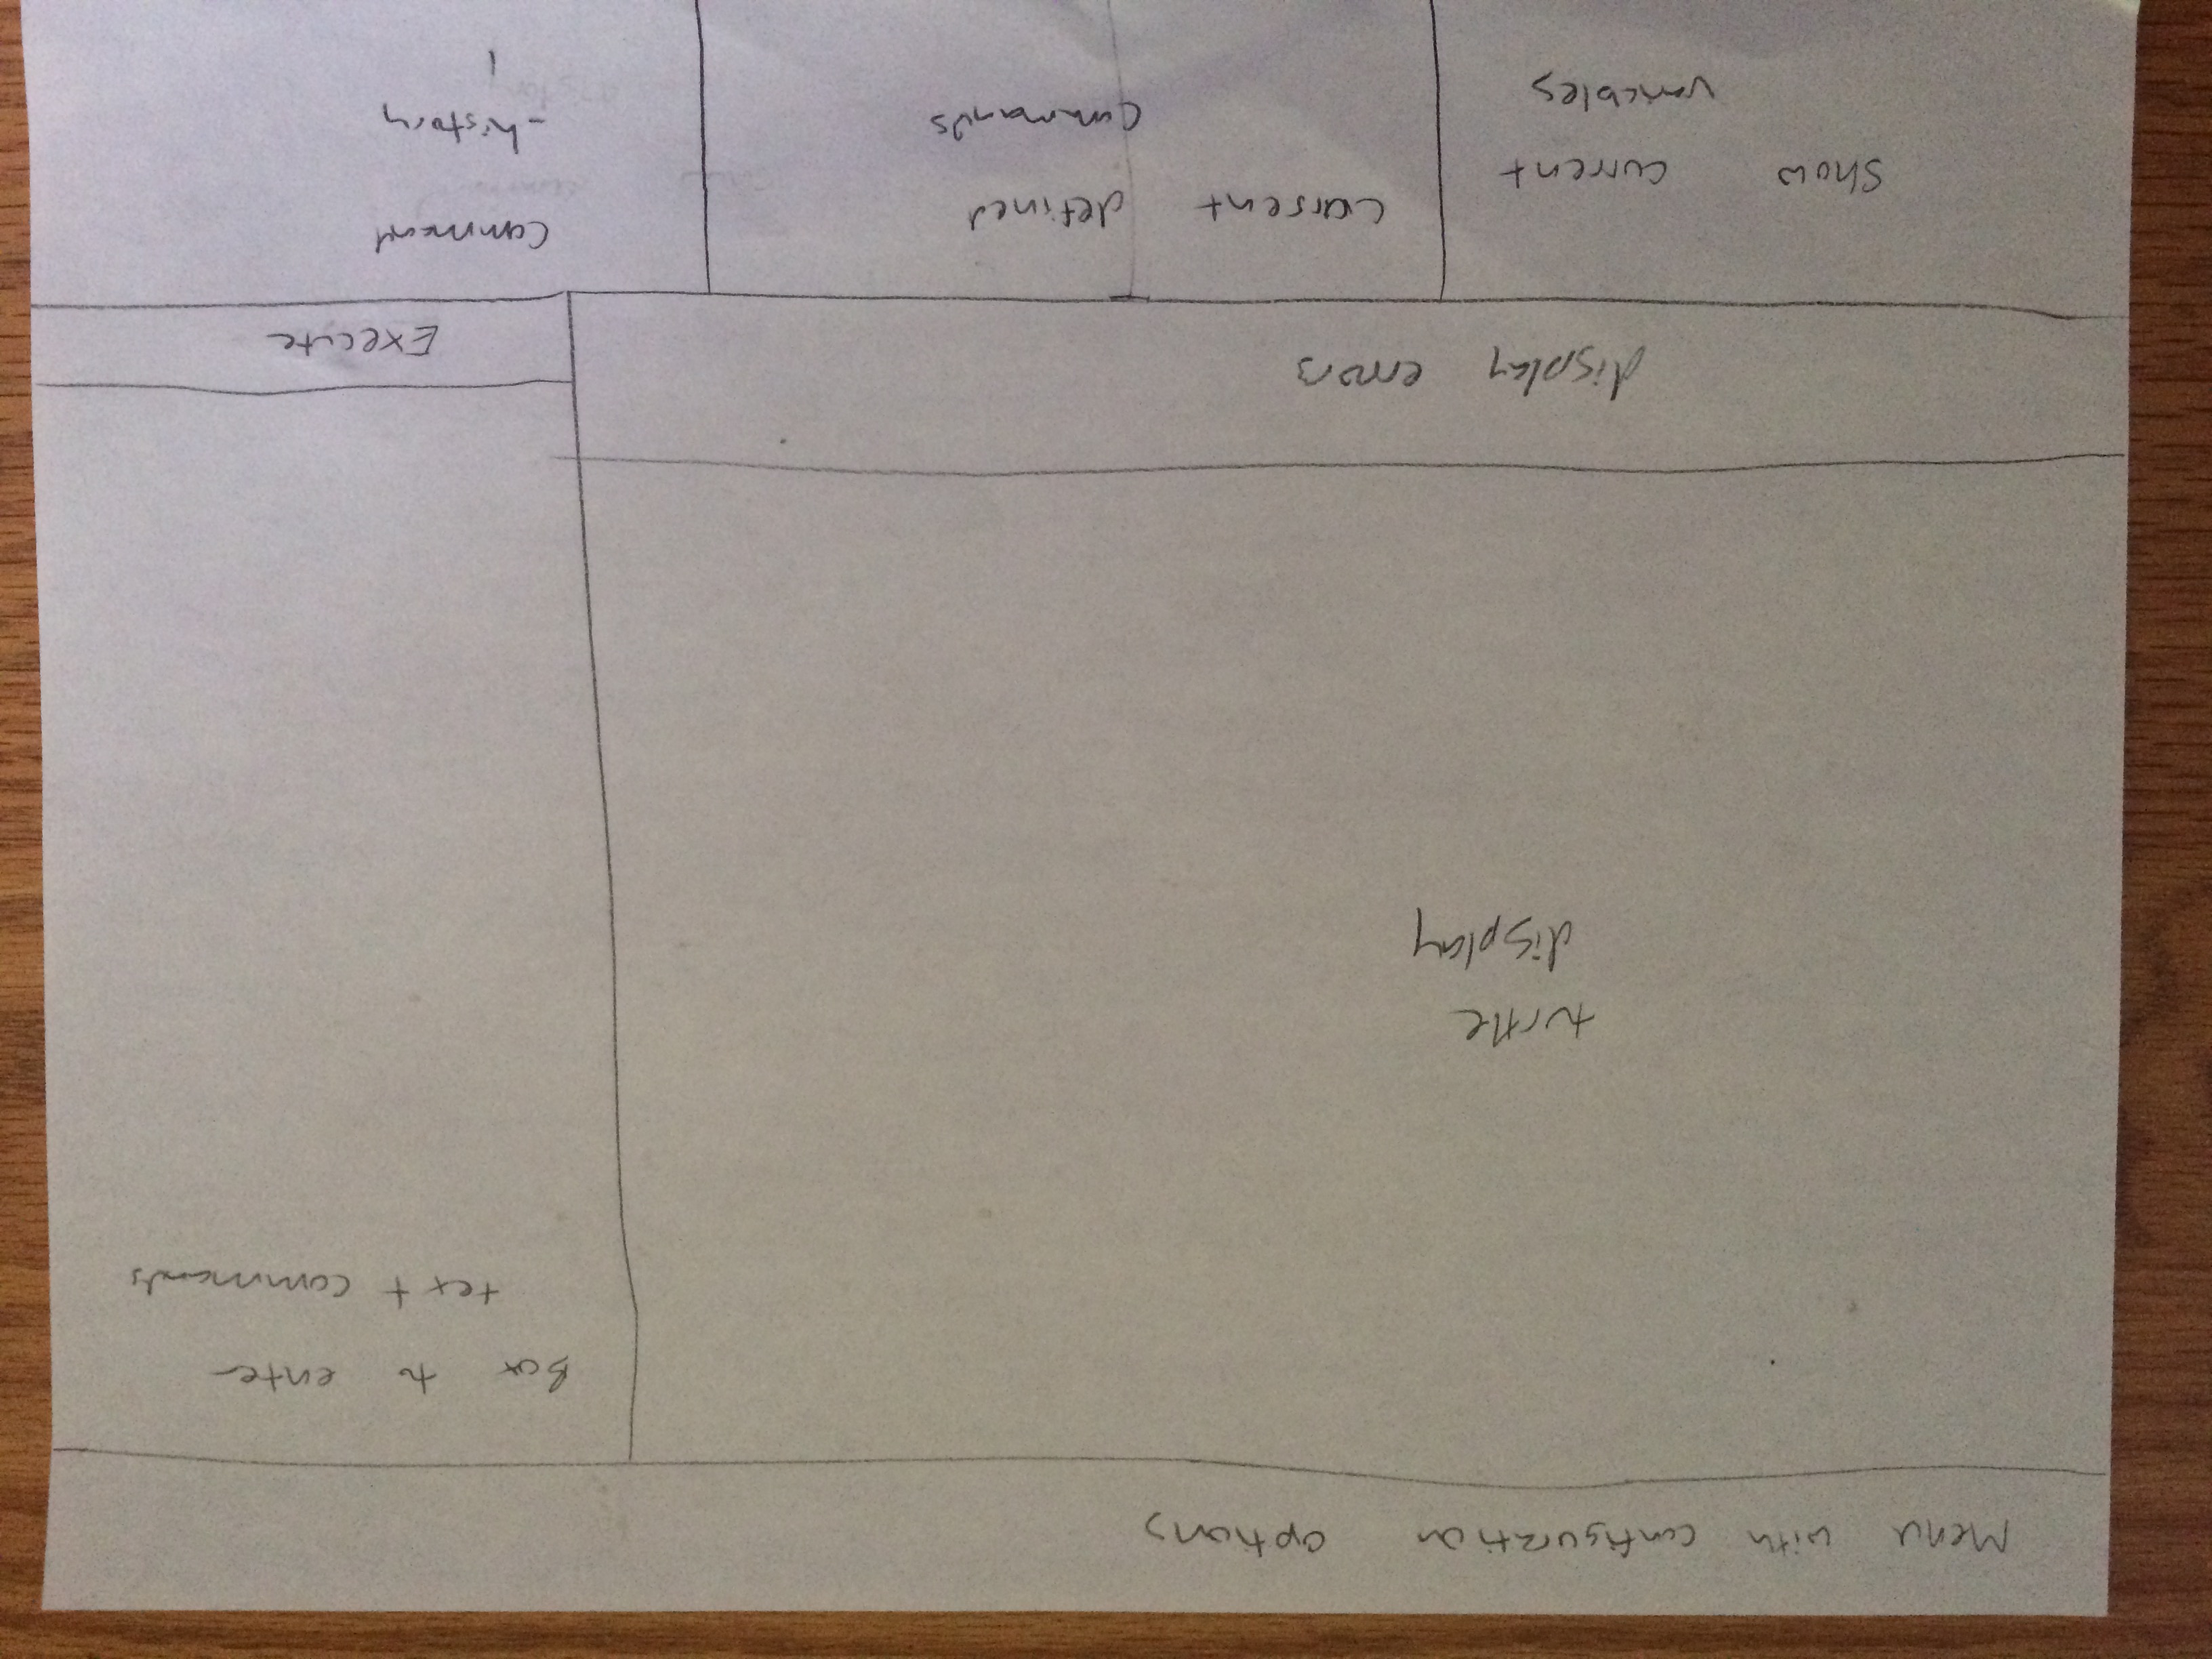 Menu with configuration options
Box to enter
text commands
turtle
display
display errors
Execute
Show current
variables
current defined
commands
command
-history